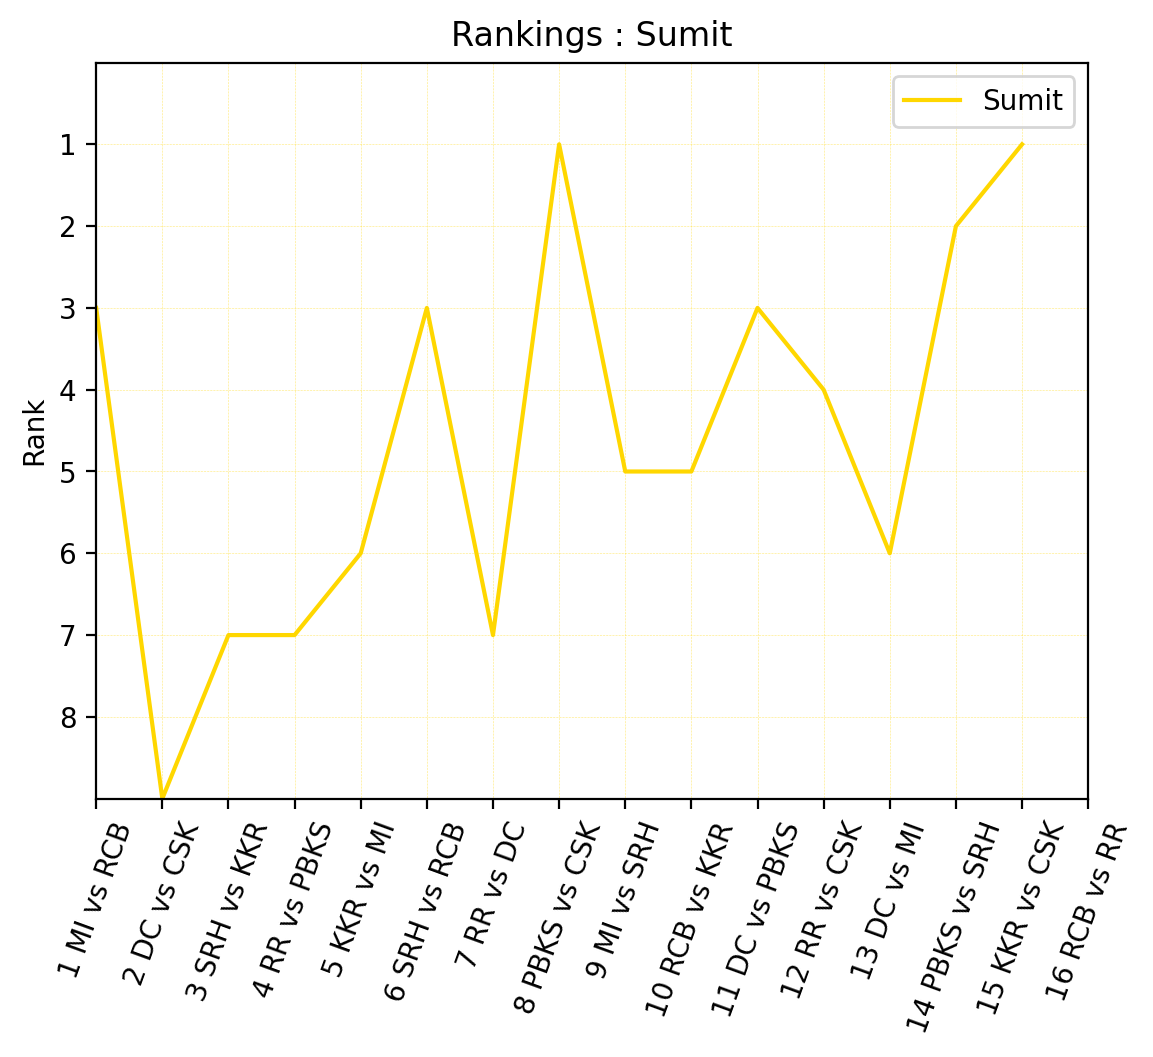 Rankings : Sumit
Sumit
Rank
1
2
3
4
5
6
7
8
1 MI vs RCB
2 DC vs CSK
3 SRH vs KKR
4 RR vs PBKS
5 KKR vs MI
6 SRH vs RCB
7 RR vs DC
8 PBKS vs CSK
9 MI vs SRH
10 RCB vs KKR
11 DC vs PBKS
12 RR vs CSK
13 DC vs MI
14 PBKS vs SRH
15 KKR vs CSK
16 RCB vs RR